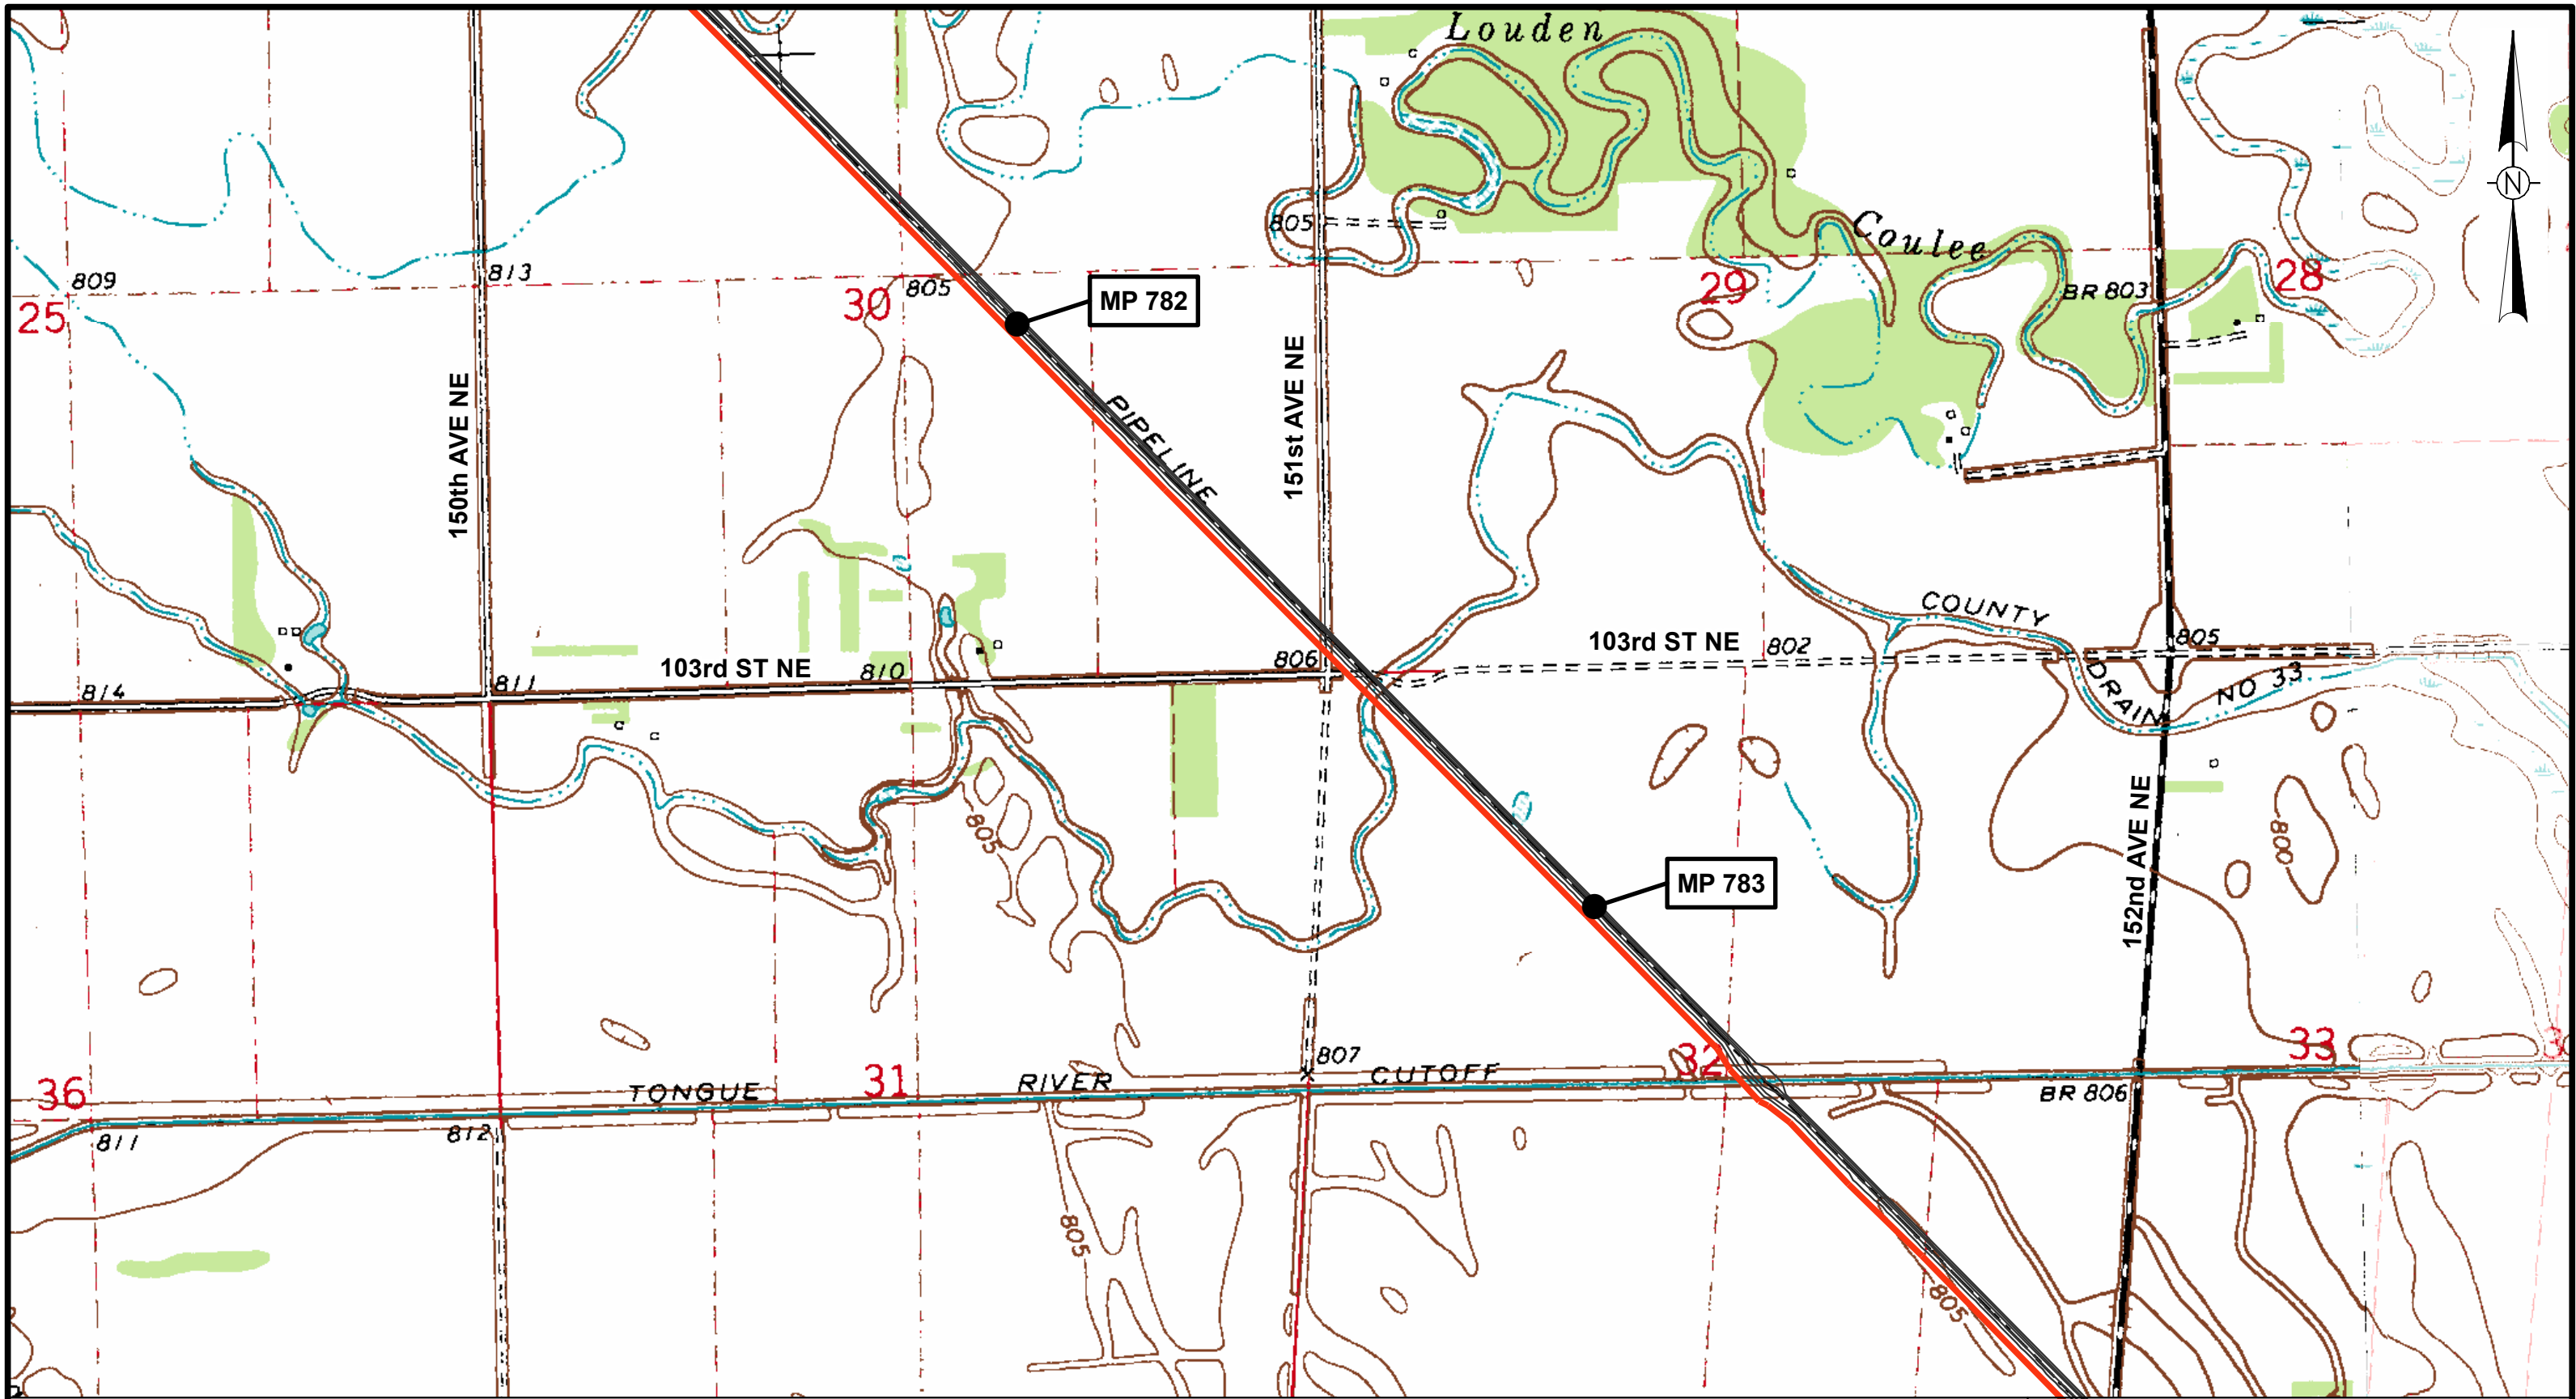 Louden
Coulee
N
805
BR 803
28
25
809
813
30
805
MP 782
29
PIPELINE
150th AVE NE
151st AVE NE
COUNTY
DRAIN
NO 33
814
811
103rd ST NE
810
806
103rd ST NE
802
805
805
MP 783
152nd AVE NE
800
36
811
812
TONGUE
31
RIVER
807
CUTOFF
32
BR 806
33
805
805